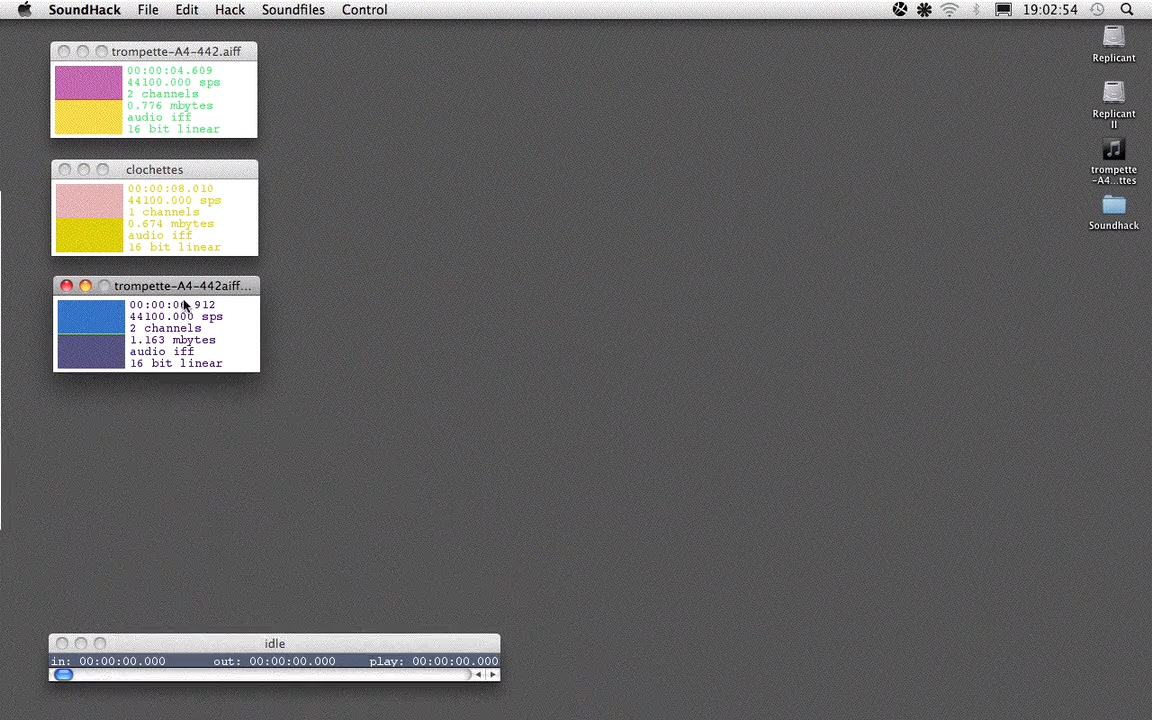 SoundHack File Edit Hack Soundfiles Control 19:02:54
trompette-A4-442.aiff
00:00:04.609
44100.000 sps
2 channels
0.776 mbytes
audio iff
16 bit linear
clochettes
00:00:08.010
44100.000 sps
1 channels
0.674 mbytes
audio iff
16 bit linear
trompette-A4-442aiff...
44100.000 sps
2 channels
1.163 mbytes
audio iff
16 bit linear
idle
in: 00:00:00.000 out: 00:00:00.000 play: 00:00:00.000
Replicant
Replicant
II
trompette
-A4...ttes
Soundhack